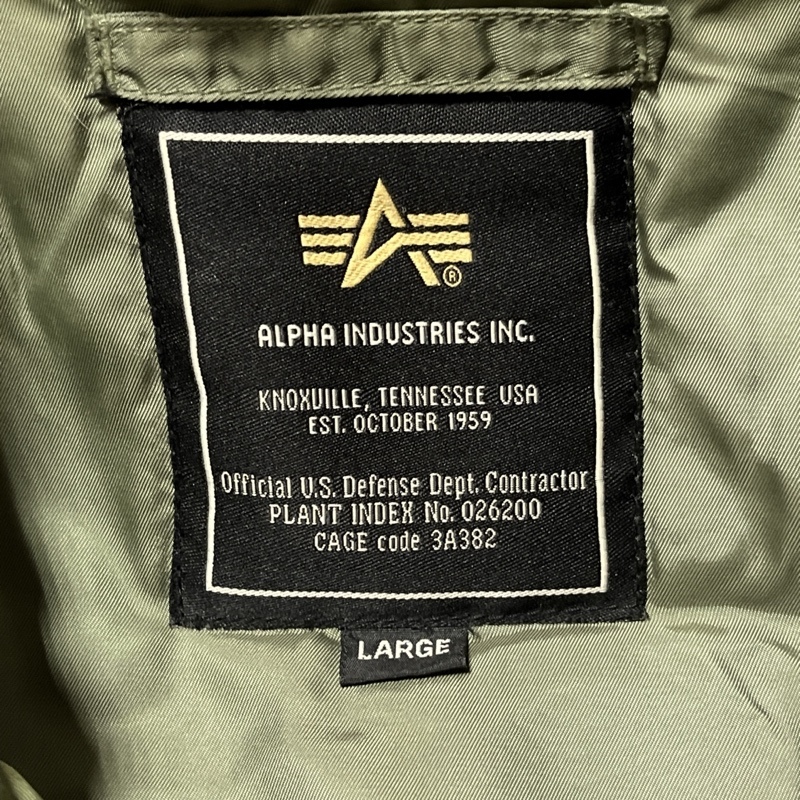 ®
ALPHA INDUSTRIES INC.
KNOXVILLE, TENNESSEE USA
EST. OCTOBER 1959
Official U.S. Defense Dept. Contractor
PLANT INDEX No. 026200
CAGE code 3A382
LARGE